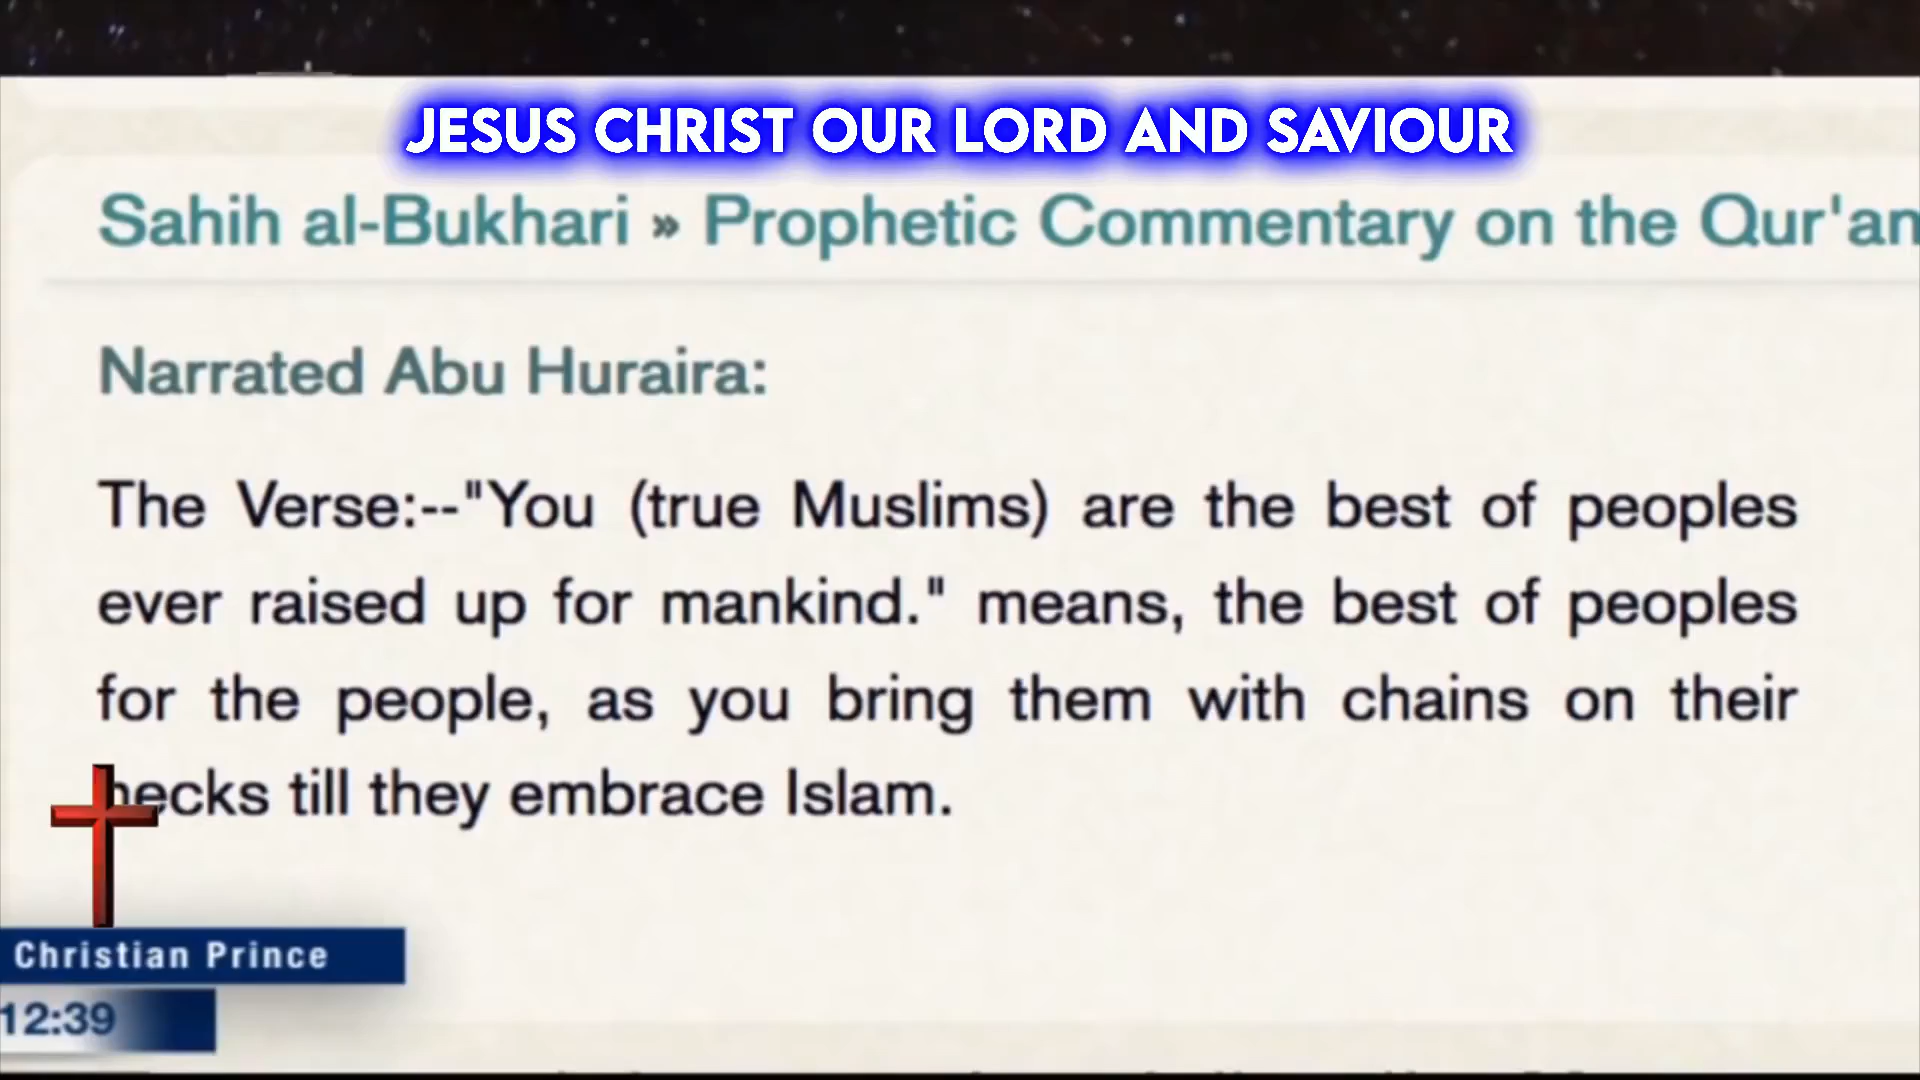 JESUS CHRIST OUR LORD AND SAVIOUR
Sahih al-Bukhari » Prophetic Commentary on the Qur'an
Narrated Abu Huraira:
The Verse:--"You (true Muslims) are the best of peoples
ever raised up for mankind." means, the best of peoples
for the people, as you bring them with chains on their
necks till they embrace Islam.
Christian Prince
12:39